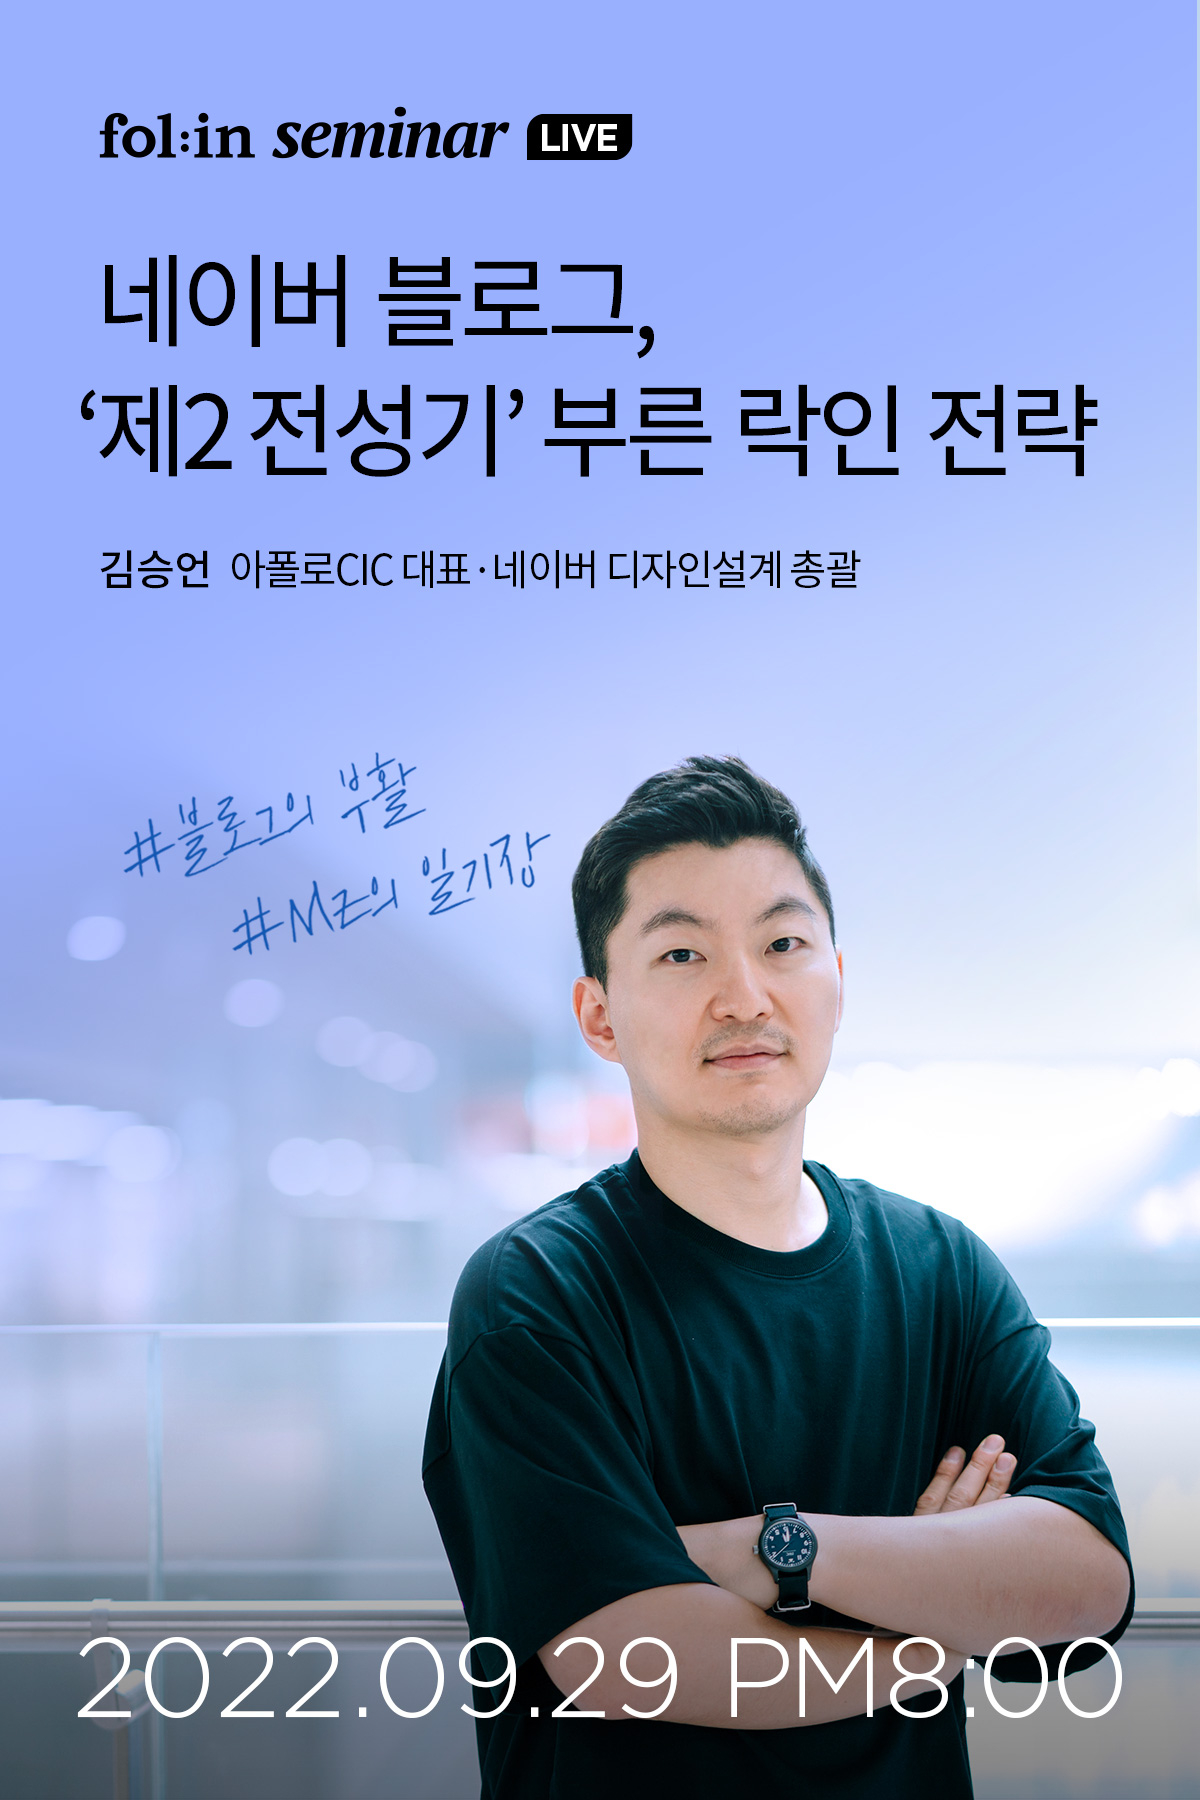 fol:in seminar LIVE
네이버 블로그,
‘제2 전성기’ 부른 락인 전략
김승언 아폴로CIC 대표·네이버 디자인설계 총괄
#블로그의 부활
#MZ의 일기장
2022.09.29 PM8:00